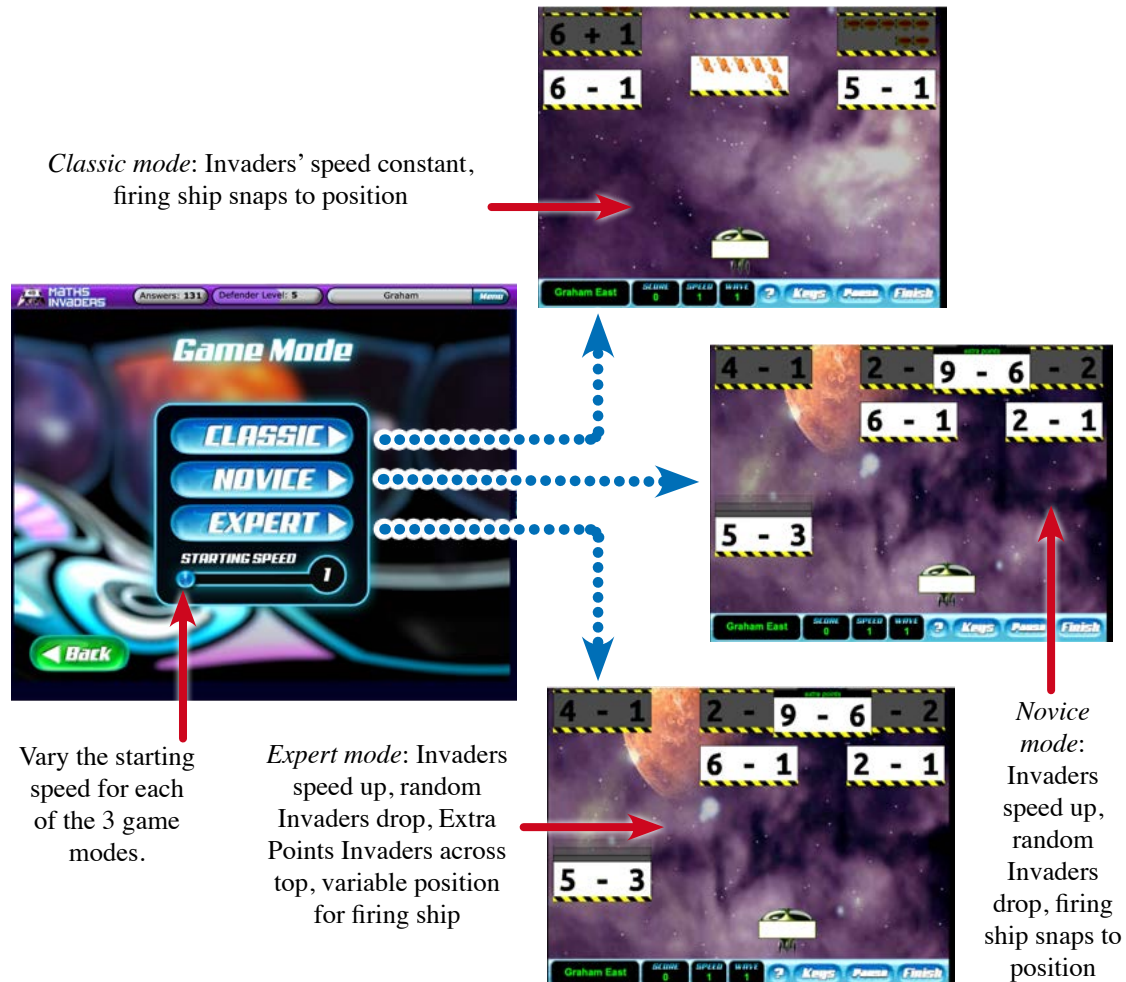 6 + 1
6 - 1
5 - 1
Classic mode: Invaders’ speed constant,
firing ship snaps to position
Graham East
SCORE
0
SPEED
1
WAVE
1
?
Keys
Pause
Finish
MATHS
INVADERS
Answers: 131
Defender Level: 5
Graham
Menu
Game Mode
CLASSIC
NOVICE
EXPERT
STARTING SPEED
1
Back
extra points
4 - 1
2 -
9 - 6
- 2
6 - 1
2 - 1
5 - 3
Graham East
SCORE
0
SPEED
1
WAVE
1
?
Keys
Pause
Finish
Vary the starting
speed for each
of the 3 game
modes.
Expert mode: Invaders
speed up, random
Invaders drop, Extra
Points Invaders across
top, variable position
for firing ship
extra points
4 - 1
2 -
9 - 6
- 2
6 - 1
2 - 1
5 - 3
Graham East
SCORE
0
SPEED
1
WAVE
1
?
Keys
Pause
Finish
Novice
mode:
Invaders
speed up,
random
Invaders
drop, firing
ship snaps to
position